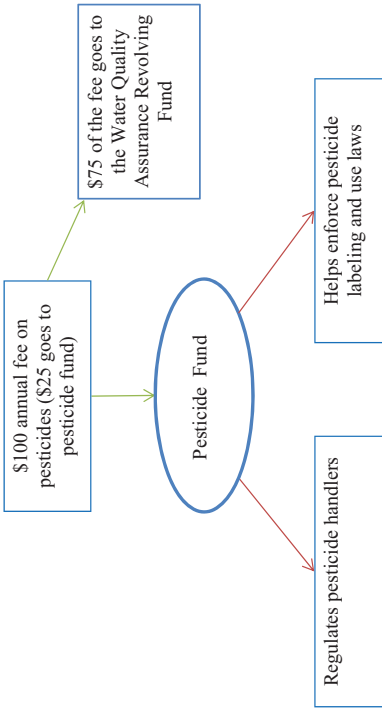 $100 annual fee on
pesticides ($25 goes to
pesticide fund)
$75 of the fee goes to
the Water Quality
Assurance Revolving
Fund
Pesticide Fund
Regulates pesticide handlers
Helps enforce pesticide
labeling and use laws